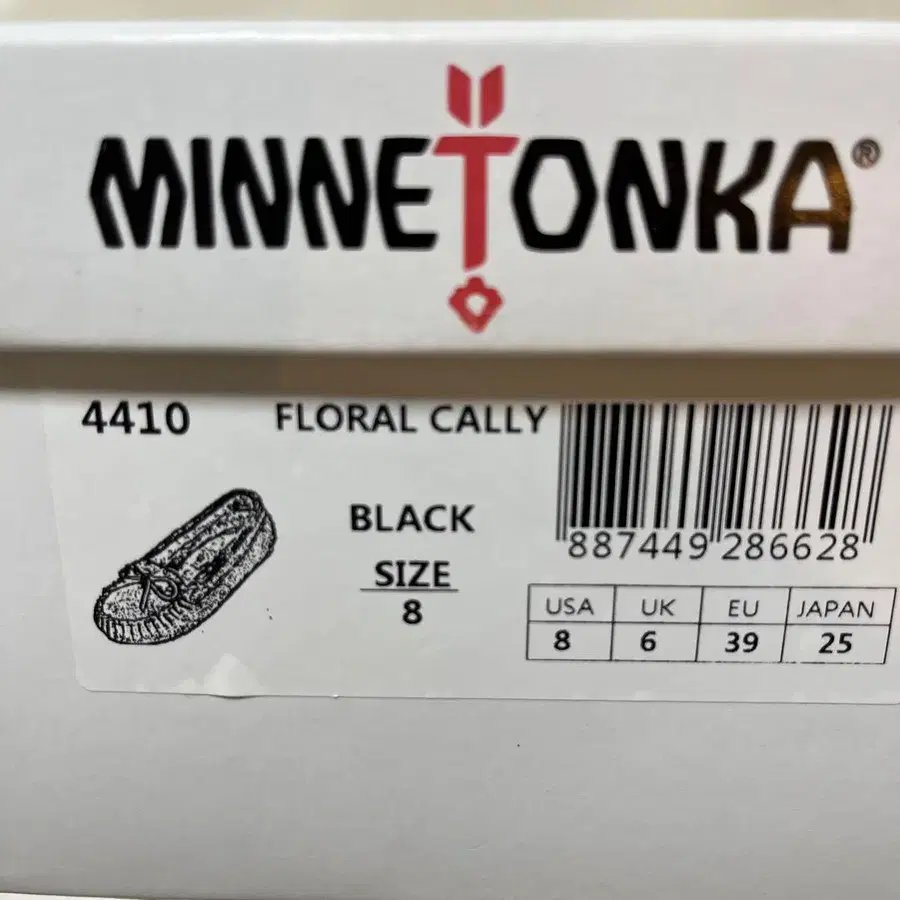 MINNETONKA®
4410 FLORAL CALLY
BLACK
SIZE
8
887449 286628
USA UK EU JAPAN
8 6 39 25